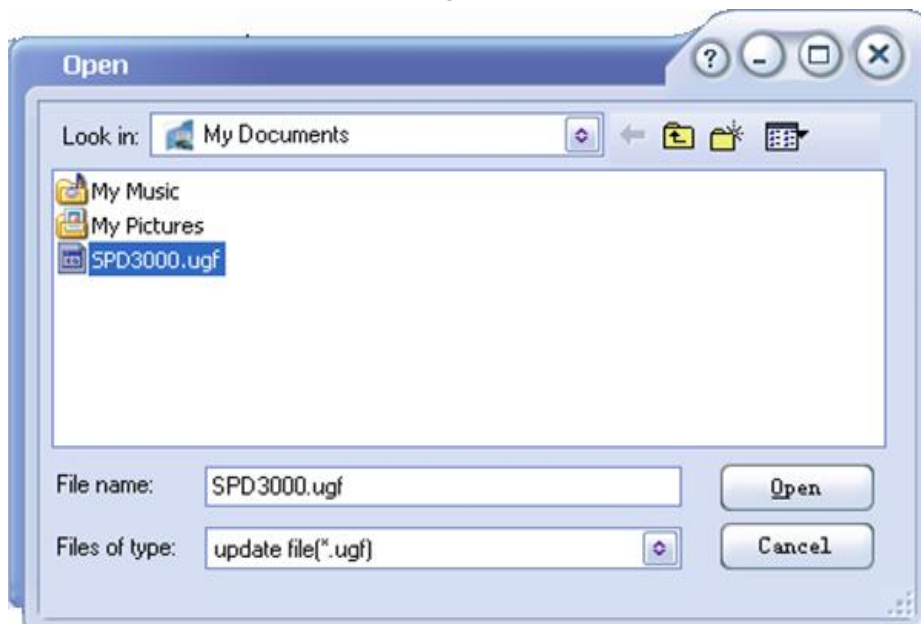 Open
?
Look in: My Documents
My Music
My Pictures
SPD3000.ugf
File name: SPD3000.ugf
Open
Files of type: update file(*.ugf)
Cancel